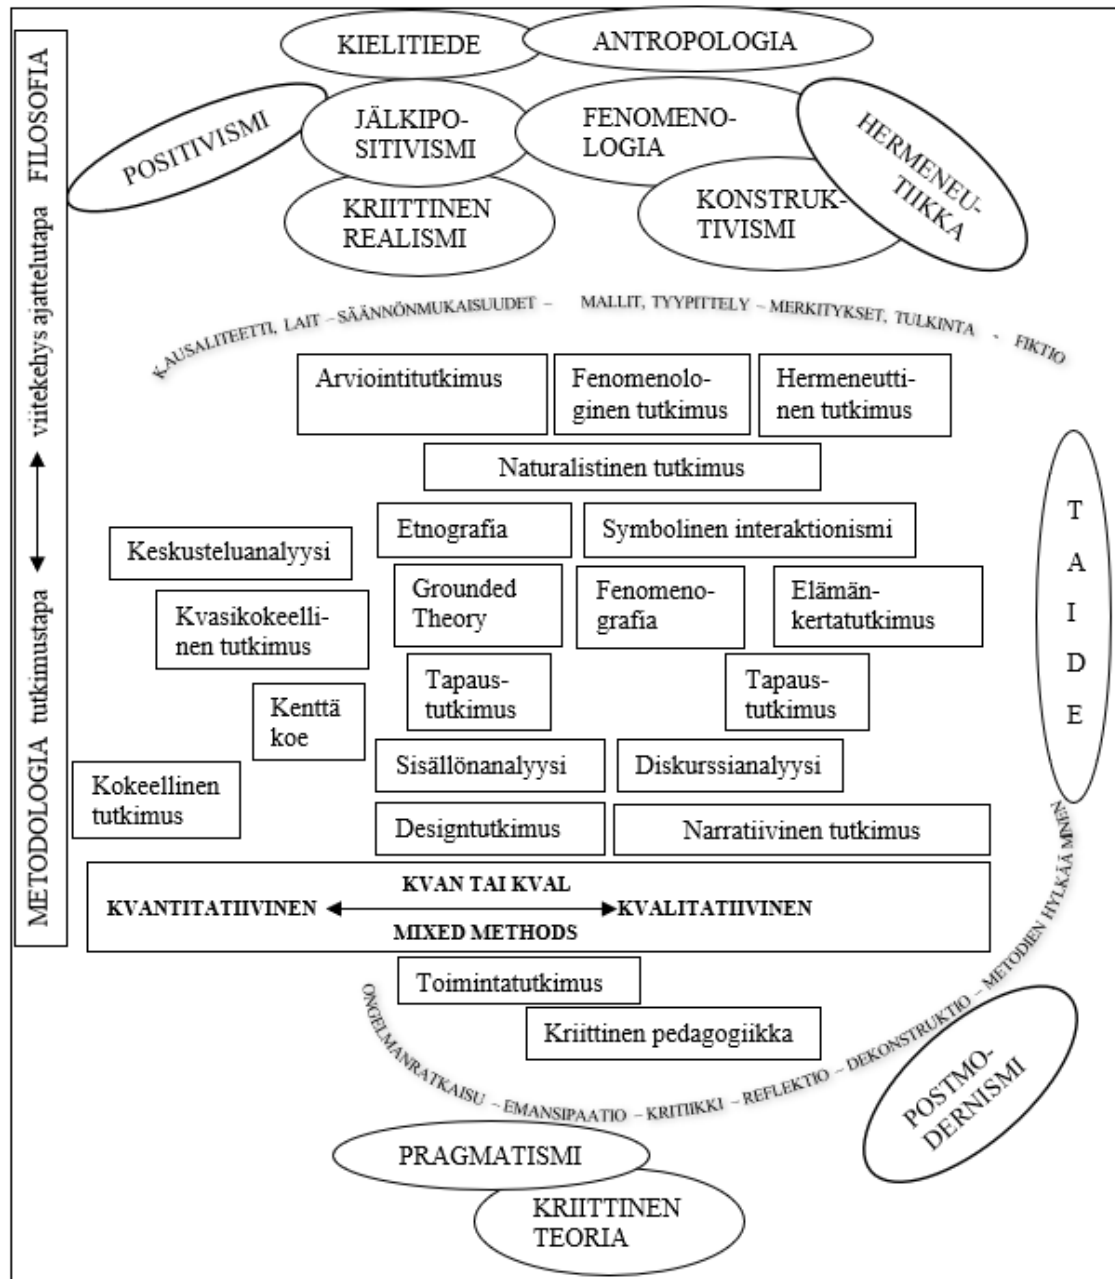 FILOSOFIA
viitekehys ajattelutapa
METODOLOGIA tutkimustapa
KIELITIEDE
ANTROPOLOGIA
POSITIVISMI
JÄLKIPO-
SITIVISMI
FENOMENO-
LOGIA
HERMENEU-
TIIKKA
KRIITTINEN
REALISMI
KONSTRUK-
TIVISMI
KAUSALITEETTI, LAIT – SÄÄNNÖNMUKAISUUDET – MALLIT, TYYPITTELY – MERKITYKSET, TULKINTA - FIKTIO
Arviointitutkimus
Fenomenolo-
ginen tutkimus
Hermeneutti-
nen tutkimus
Naturalistinen tutkimus
Etnografia
Symbolinen interaktionismi
Keskusteluanalyysi
Grounded
Theory
Fenomeno-
grafia
Elämän-
kertatutkimus
Kvasikokeelli-
nen tutkimus
Tapaus-
tutkimus
Tapaus-
tutkimus
Kenttä
koe
Sisällönanalyysi
Diskurssianalyysi
Kokeellinen
tutkimus
Designtutkimus
Narratiivinen tutkimus
TAIDE
KVAN TAI KVAL
KVANTITATIIVINEN
KVALITATIIVINEN
MIXED METHODS
Toimintatutkimus
Kriittinen pedagogiikka
ONGELMANRATKAISU – EMANSIPAATIO – KRITIIKKI – REFLEKTIO – DEKONSTRUKTIO – METODIEN HYLKÄÄMINEN
POSTMO-
DERNISMI
PRAGMATISMI
KRIITTINEN
TEORIA